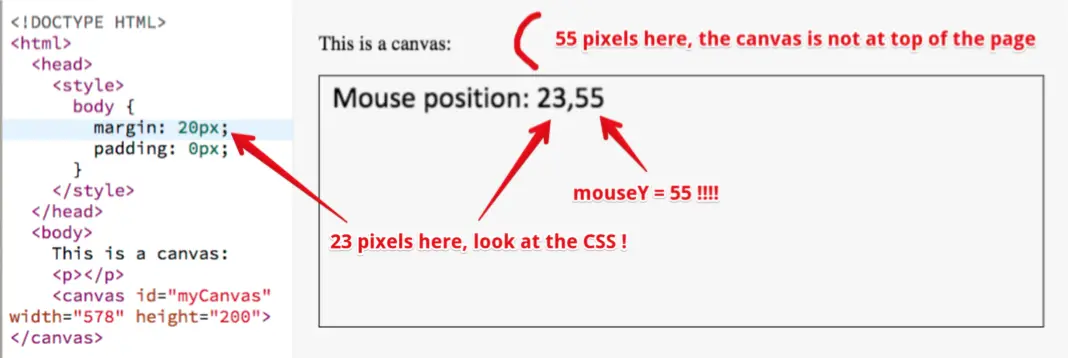 <!DOCTYPE HTML>
<html>
<head>
<style>
body {
margin: 20px;
padding: 0px;
}
</style>
</head>
<body>
This is a canvas:
<p></p>
<canvas id="myCanvas"
width="578" height="200">
</canvas>
This is a canvas:
55 pixels here, the canvas is not at top of the page
Mouse position: 23,55
mouseY = 55 !!!!
23 pixels here, look at the CSS !